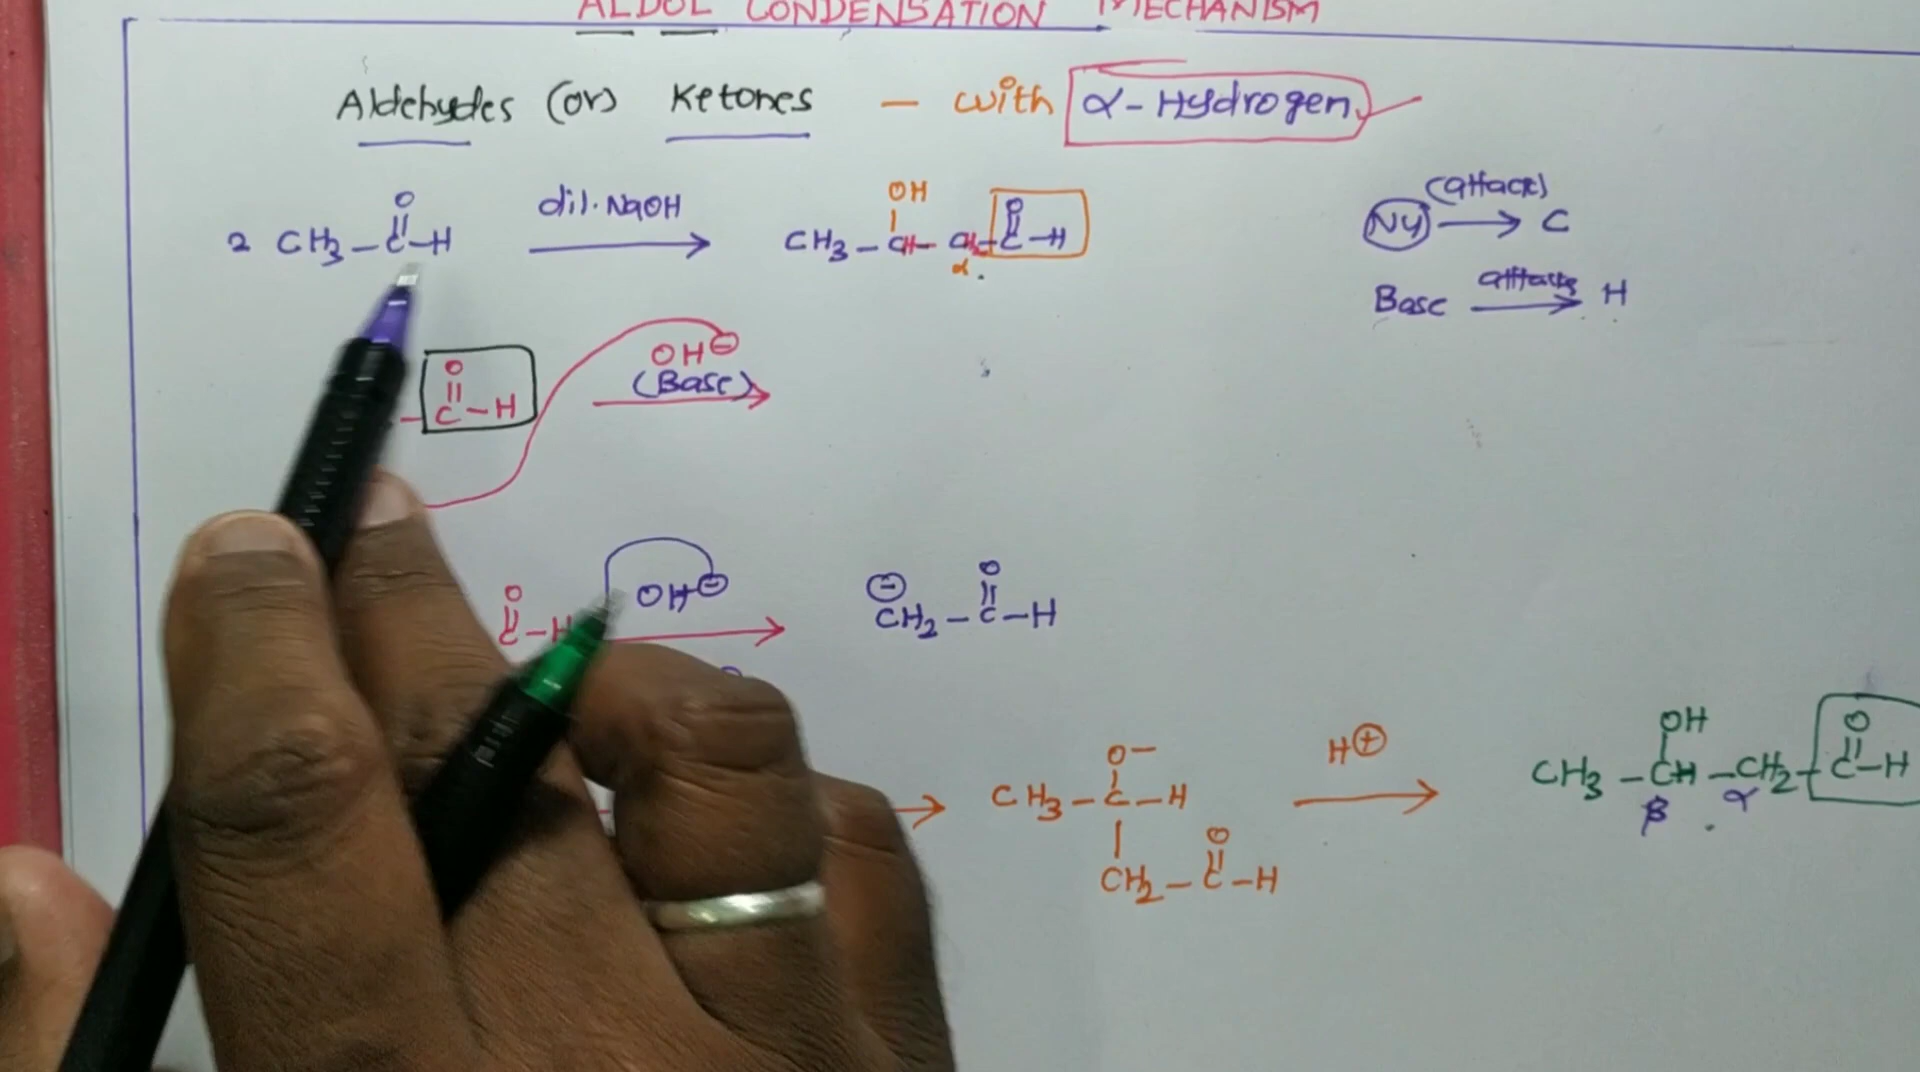 ALDOL CONDENSATION MECHANISM
Aldehydes (or) Ketones - with α-Hydrogen
2 CH3-C-H
O
dil. NaOH
OH
O
CH3-CH-CH2-C-H
α
(attack)
Nu → C
Base attacks → H
O
C-H
OH⊖
(Base)
O
C-H
OH⊖
⊖ O
CH2-C-H
O-
CH3-C-H
O
CH2-C-H
H⊕
OH O
CH3-CH-CH2-C-H
β α